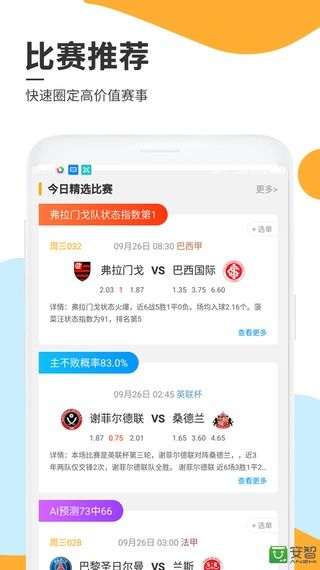 比赛推荐
快速圈定高价值赛事
今日精选比赛 更多>
弗拉门戈队状态指数第1
+ 选单
周三032 09月26日 08:30 巴西甲
弗拉门戈 VS 巴西国际
2.03 1 1.87 1.35 3.75 6.60
详情：弗拉门戈状态火爆，近6战5胜1平0负。场均入球2.16个。菠
菜汪状态指数为91，排名第5
查看更多
主不败概率83.0%
+ 选单
09月26日 02:45 英联杯
谢菲尔德联 VS 桑德兰
1.87 0.75 2.01 1.35 3.75 6.60
详情：本场比赛是英联杯第三轮，谢菲尔德联对阵桑德兰，，近3
年两队仅交锋2次，谢菲尔德联队全胜。 谢菲尔德联 近6场3胜1平...
查看更多
AI预测73中66
+ 选单
周三028 09月26日 03:00 法甲
巴黎圣日尔曼 VS 兰斯
安智
ANZHI